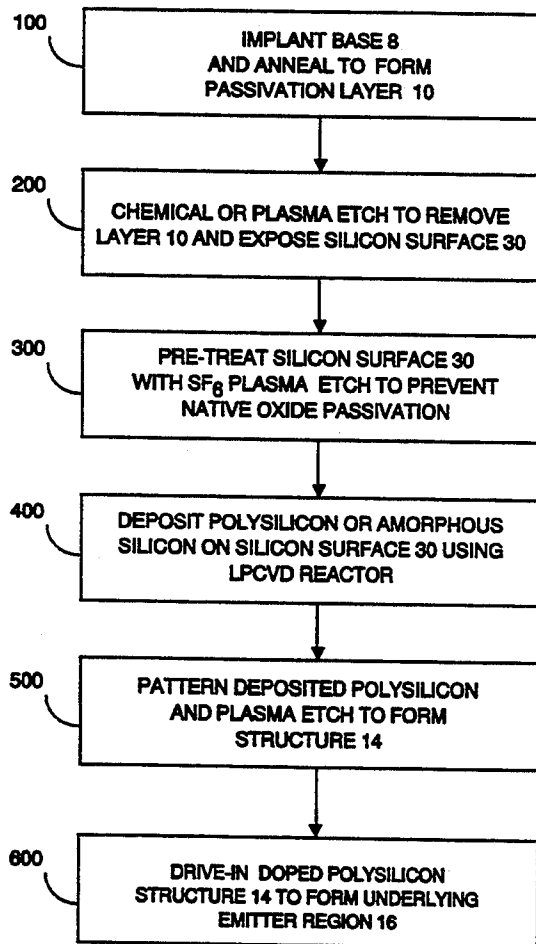 100
IMPLANT BASE 8
AND ANNEAL TO FORM
PASSIVATION LAYER 10
200
CHEMICAL OR PLASMA ETCH TO REMOVE
LAYER 10 AND EXPOSE SILICON SURFACE 30
300
PRE-TREAT SILICON SURFACE 30
WITH SF6 PLASMA ETCH TO PREVENT
NATIVE OXIDE PASSIVATION
400
DEPOSIT POLYSILICON OR AMORPHOUS
SILICON ON SILICON SURFACE 30 USING
LPCVD REACTOR
500
PATTERN DEPOSITED POLYSILICON
AND PLASMA ETCH TO FORM
STRUCTURE 14
600
DRIVE-IN DOPED POLYSILICON
STRUCTURE 14 TO FORM UNDERLYING
EMITTER REGION 16